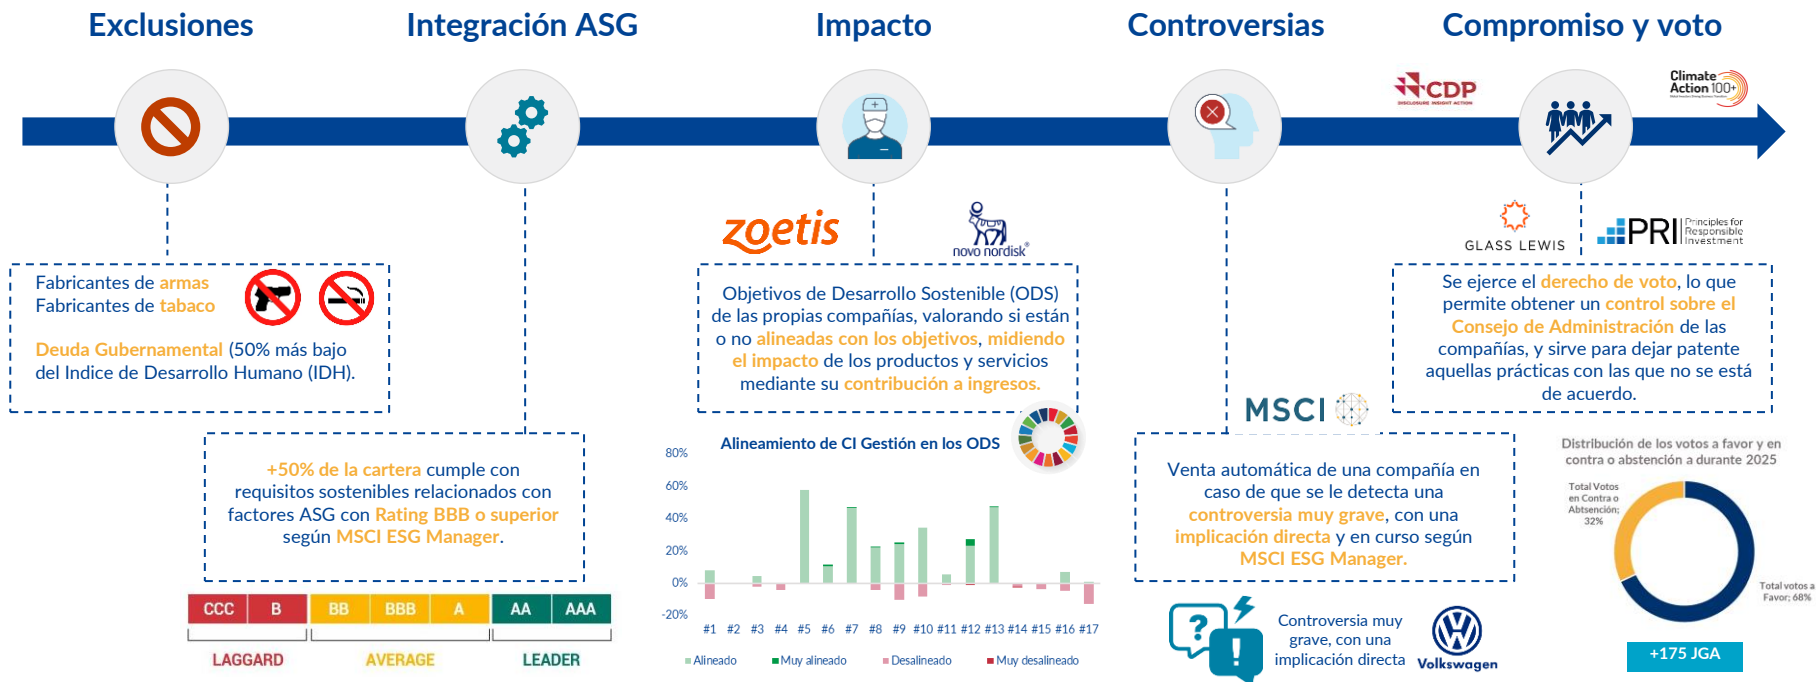 Exclusiones
Integración ASG
Impacto
Controversias
Compromiso y voto
CDP
DISCLOSURE INSIGHT ACTION
Climate
Action 100+
zoetis
novo nordisk®
GLASS LEWIS
PRI
Principles for
Responsible
Investment
Fabricantes de armas
Fabricantes de tabaco
Deuda Gubernamental (50% más bajo
del Indice de Desarrollo Humano (IDH).
+50% de la cartera cumple con
requisitos sostenibles relacionados con
factores ASG con Rating BBB o superior
según MSCI ESG Manager.
CCC
B
BB
BBB
A
AA
AAA
LAGGARD
AVERAGE
LEADER
Objetivos de Desarrollo Sostenible (ODS)
de las propias compañías, valorando si están
o no alineadas con los objetivos, midiendo
el impacto de los productos y servicios
mediante su contribución a ingresos.
Alineamiento de CI Gestión en los ODS
80%
60%
40%
20%
0%
-20%
#1 #2 #3 #4 #5 #6 #7 #8 #9 #10 #11 #12 #13 #14 #15 #16 #17
Alineado
Muy alineado
Desalineado
Muy desalineado
MSCI
Venta automática de una compañía en
caso de que se le detecta una
controversia muy grave, con una
implicación directa y en curso según
MSCI ESG Manager.
?
!
Controversia muy
grave, con una
implicación directa
Volkswagen
Se ejerce el derecho de voto, lo que
permite obtener un control sobre el
Consejo de Administración de las
compañías, y sirve para dejar patente
aquellas prácticas con las que no se está
de acuerdo.
Distribución de los votos a favor y en
contra o abstención a durante 2025
Total Votos
en Contra o
Abtsención;
32%
Total votos a
Favor; 68%
+175 JGA